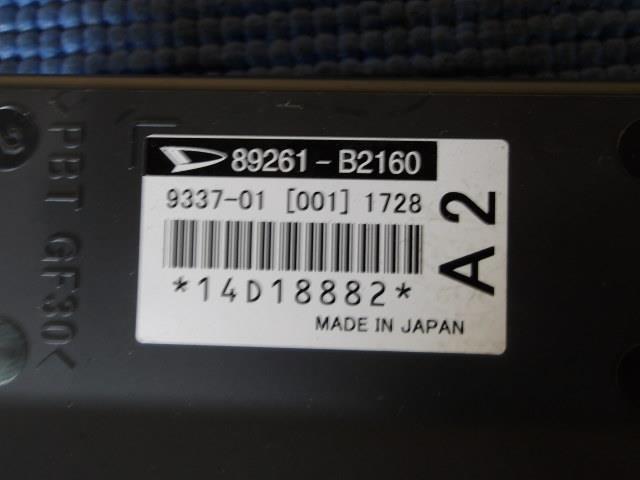 89261-B2160
9337-01 [001] 1728
*14D18882*
MADE IN JAPAN
A2
>PBT GF30<